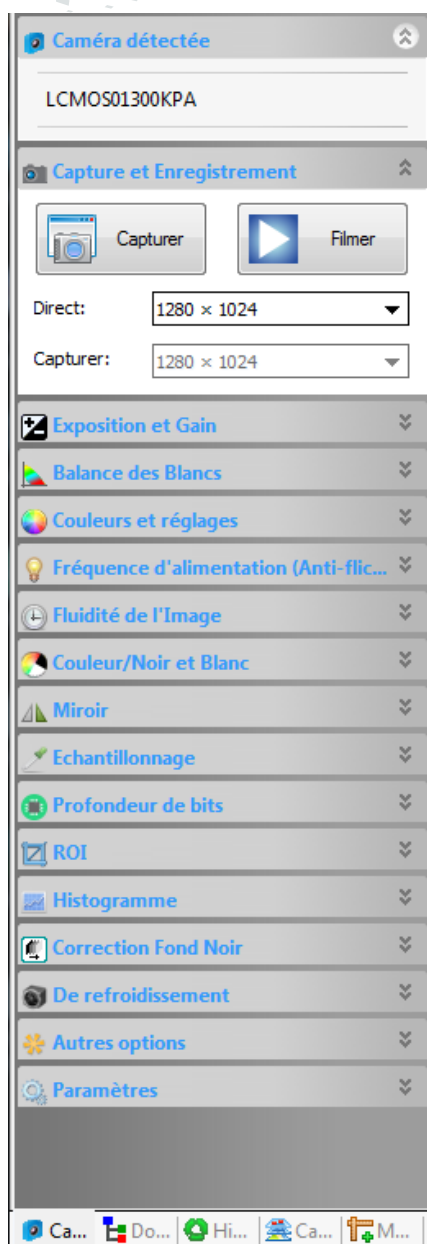 Caméra détectée
LCMOS01300KPA
Capture et Enregistrement
Capturer Filmer
Direct: 1280 × 1024
Capturer: 1280 × 1024
Exposition et Gain
Balance des Blancs
Couleurs et réglages
Fréquence d'alimentation (Anti-flic...
Fluidité de l'Image
Couleur/Noir et Blanc
Miroir
Echantillonnage
Profondeur de bits
ROI
Histogramme
Correction Fond Noir
De refroidissement
Autres options
Paramètres
Ca... Do... Hi... Ca... M...